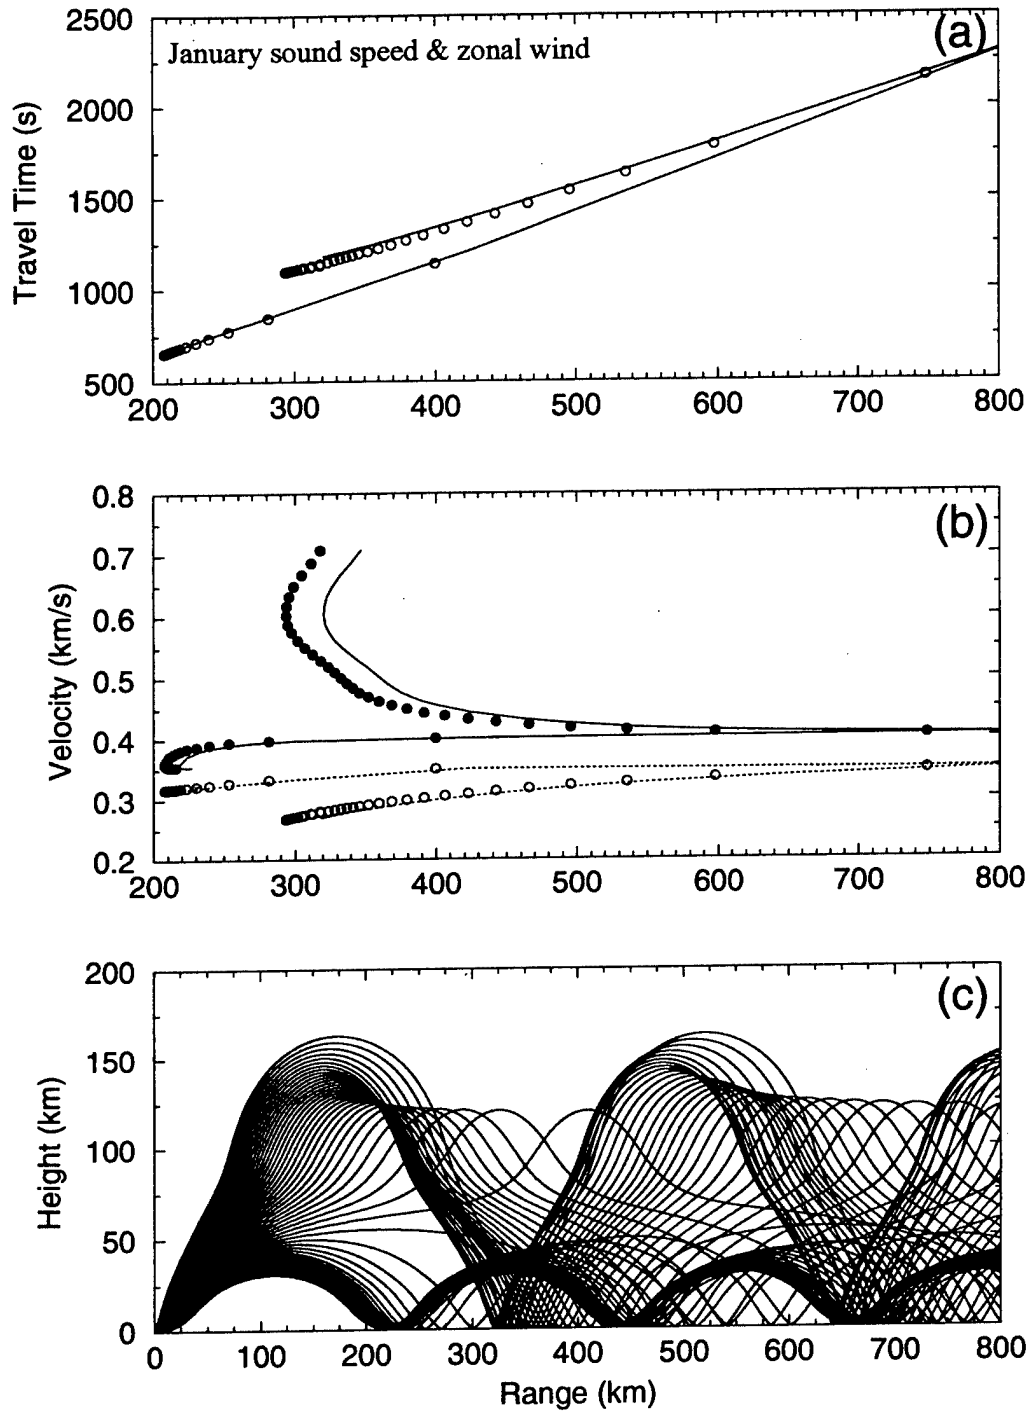 (a)
January sound speed & zonal wind
Travel Time (s)
2500
2000
1500
1000
500
200 300 400 500 600 700 800
(b)
Velocity (km/s)
0.8
0.7
0.6
0.5
0.4
0.3
0.2
200 300 400 500 600 700 800
(c)
Height (km)
200
150
100
50
0
0 100 200 300 400 500 600 700 800
Range (km)